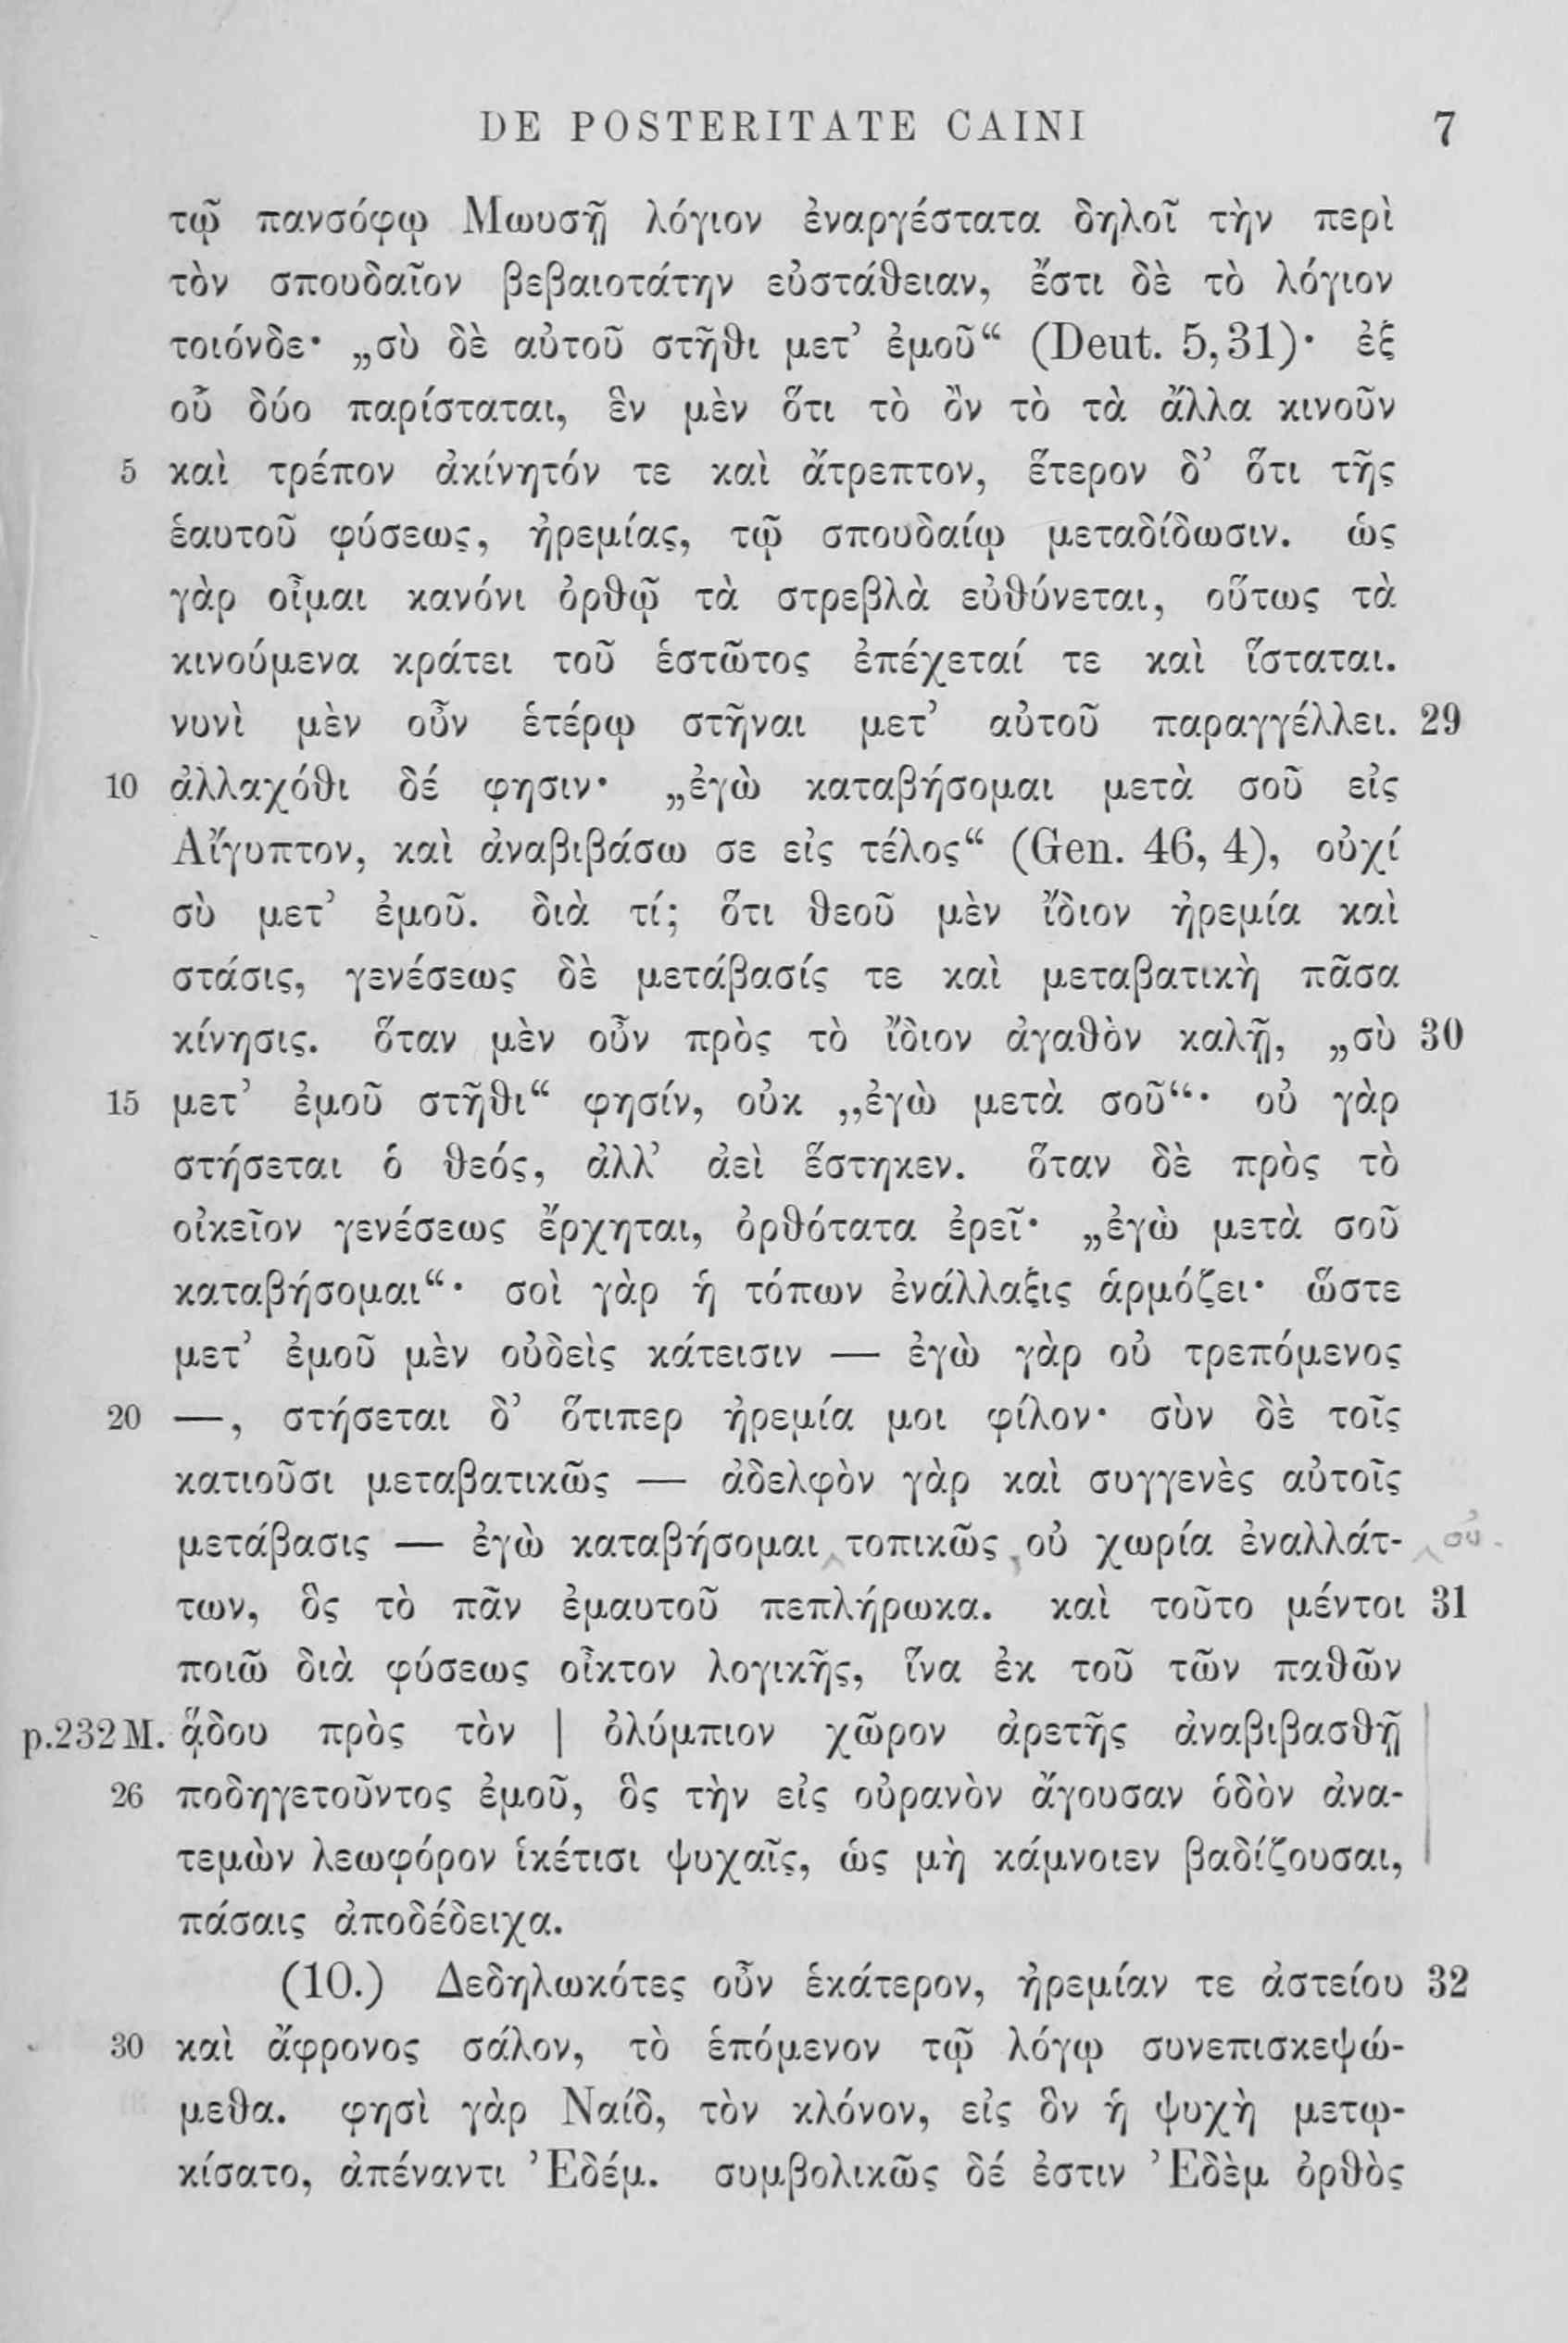 DE POSTERITATE CAINI 7
τῷ πανσόφῳ Μωυσῇ λόγιον ἐναργέστατα δηλοῖ τὴν περὶ
τὸν σπουδαῖον βεβαιοτάτην εὐστάθειαν, ἔστι δὲ τὸ λόγιον
τοιόνδε· „σὺ δὲ αὐτοῦ στῆθι μετ’ ἐμοῦ“ (Deut. 5,31)· ἐξ
οὗ δύο παρίσταται, ἓν μὲν ὅτι τὸ ὂν τὸ τὰ ἄλλα κινοῦν
5 καὶ τρέπον ἀκίνητόν τε καὶ ἄτρεπτον, ἕτερον δ’ ὅτι τῆς
ἑαυτοῦ φύσεως, ἠρεμίας, τῷ σπουδαίῳ μεταδίδωσιν. ὡς
γὰρ οἶμαι κανόνι ὀρθῷ τὰ στρεβλὰ εὐθύνεται, οὕτως τὰ
κινούμενα κράτει τοῦ ἑστῶτος ἐπέχεταί τε καὶ ἵσταται.
νυνὶ μὲν οὖν ἑτέρῳ στῆναι μετ’ αὐτοῦ παραγγέλλει. 29
10 ἀλλαχόθι δέ φησιν· „ἐγὼ καταβήσομαι μετὰ σοῦ εἰς
Αἴγυπτον, καὶ ἀναβιβάσω σε εἰς τέλος“ (Gen. 46, 4), οὐχί
σὺ μετ’ ἐμοῦ. διὰ τί; ὅτι θεοῦ μὲν ἴδιον ἠρεμία καὶ
στάσις, γενέσεως δὲ μετάβασίς τε καὶ μεταβατικὴ πᾶσα
κίνησις. ὅταν μὲν οὖν πρὸς τὸ ἴδιον ἀγαθὸν καλῇ, „σὺ 30
15 μετ’ ἐμοῦ στῆθι“ φησίν, οὐκ „ἐγὼ μετὰ σοῦ“· οὐ γὰρ
στήσεται ὁ θεός, ἀλλ’ ἀεὶ ἕστηκεν. ὅταν δὲ πρὸς τὸ
οἰκεῖον γενέσεως ἔρχηται, ὀρθότατα ἐρεῖ· „ἐγὼ μετὰ σοῦ
καταβήσομαι“· σοὶ γὰρ ἡ τόπων ἐνάλλαξις ἁρμόζει· ὥστε
μετ’ ἐμοῦ μὲν οὐδεὶς κάτεισιν — ἐγὼ γὰρ οὐ τρεπόμενος
20 —, στήσεται δ’ ὅτιπερ ἠρεμία μοι φίλον· σὺν δὲ τοῖς
κατιοῦσι μεταβατικῶς — ἀδελφὸν γὰρ καὶ συγγενὲς αὐτοῖς
μετάβασις — ἐγὼ καταβήσομαι τοπικῶς οὐ χωρία ἐναλλάτ- οὐ
των, ὃς τὸ πᾶν ἐμαυτοῦ πεπλήρωκα. καὶ τοῦτο μέντοι 31
ποιῶ διὰ φύσεως οἶκτον λογικῆς, ἵνα ἐκ τοῦ τῶν παθῶν
p.232 M. ᾅδου πρὸς τὸν | ὀλύμπιον χῶρον ἀρετῆς ἀναβιβασθῇ
26 ποδηγετοῦντος ἐμοῦ, ὃς τὴν εἰς οὐρανὸν ἄγουσαν ὁδὸν ἀνα-
τεμὼν λεωφόρον ἱκέτισι ψυχαῖς, ὡς μὴ κάμνοιεν βαδίζουσαι,
πάσαις ἀποδέδειχα.
(10.) Δεδηλωκότες οὖν ἑκάτερον, ἠρεμίαν τε ἀστείου 32
30 καὶ ἄφρονος σάλον, τὸ ἑπόμενον τῷ λόγῳ συνεπισκεψώ-
μεθα. φησὶ γὰρ Ναίδ, τὸν κλόνον, εἰς ὃν ἡ ψυχὴ μετῳ-
κίσατο, ἀπέναντι Ἐδέμ. συμβολικῶς δέ ἐστιν Ἐδὲμ ὀρθὸς